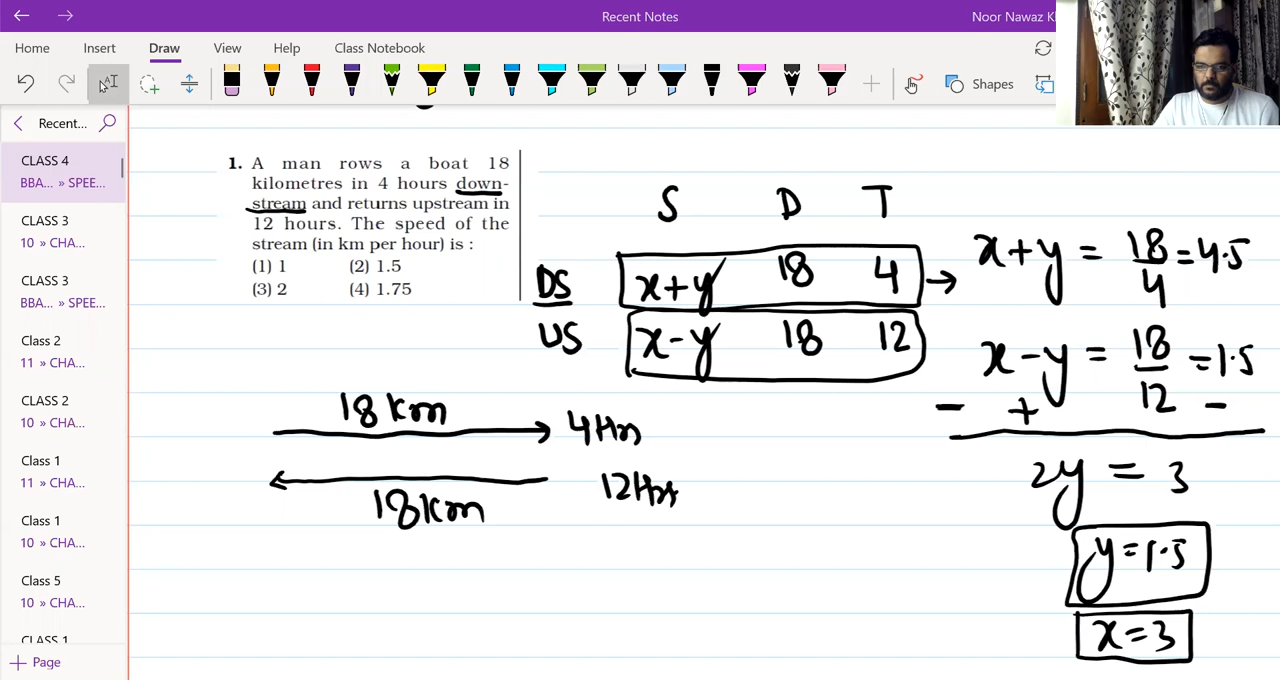 Recent Notes
Noor Nawaz K
Home Insert Draw View Help Class Notebook
Shapes
Recent...
CLASS 4
BBA... » SPEE...
CLASS 3
10 » CHA...
CLASS 3
BBA... » SPEE...
Class 2
11 » CHA...
CLASS 2
10 » CHA...
Class 1
11 » CHA...
Class 1
10 » CHA...
Class 5
10 » CHA...
CLASS 1
+ Page
1. A man rows a boat 18
kilometres in 4 hours down-
stream and returns upstream in
12 hours. The speed of the
stream (in km per hour) is :
(1) 1 (2) 1.5
(3) 2 (4) 1.75
S D T
DS x+y 18 4
US x-y 18 12
18km 4Hrs
18km 12Hrs
→ x+y = 18/4 = 4.5
x-y = 18/12 = 1.5
- + -
2y = 3
y=1.5
x=3